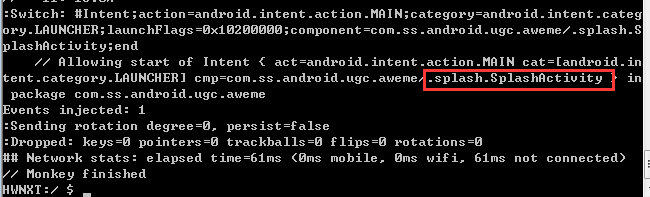 :Switch: #Intent;action=android.intent.action.MAIN;category=android.intent.categ
ory.LAUNCHER;launchFlags=0x10200000;component=com.ss.android.ugc.aweme/.splash.S
plashActivity;end
// Allowing start of Intent { act=android.intent.action.MAIN cat=[android.in
tent.category.LAUNCHER] cmp=com.ss.android.ugc.aweme/.splash.SplashActivity } in
package com.ss.android.ugc.aweme
Events injected: 1
:Sending rotation degree=0, persist=false
:Dropped: keys=0 pointers=0 trackballs=0 flips=0 rotations=0
## Network stats: elapsed time=61ms (0ms mobile, 0ms wifi, 61ms not connected)
// Monkey finished
HWNXT:/ $